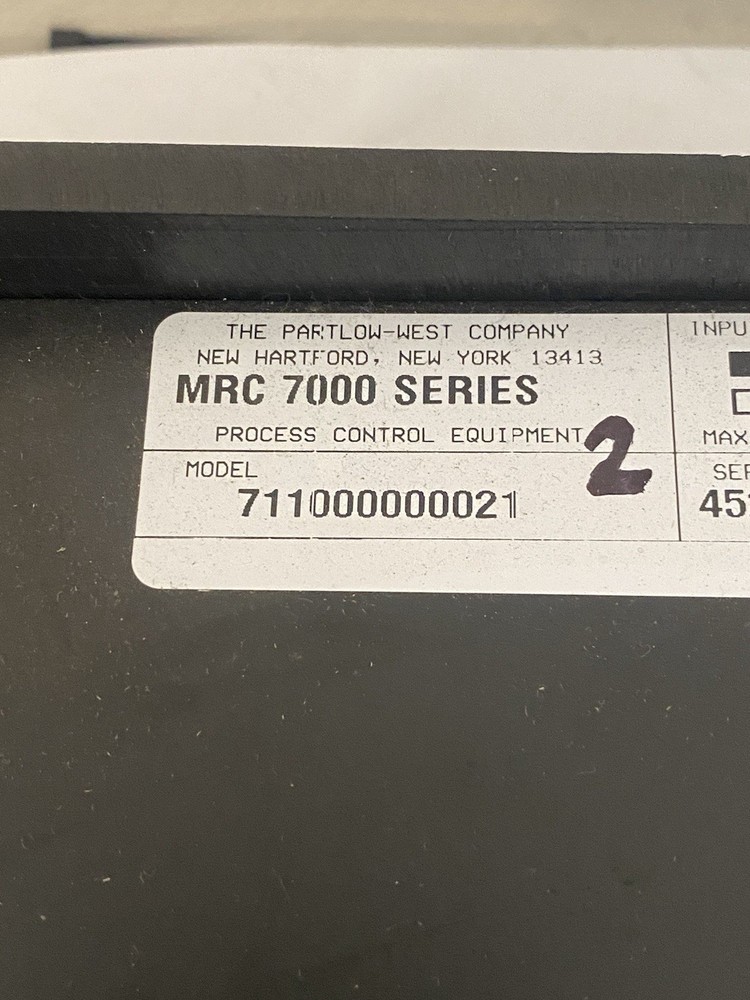 THE PARTLOW-WEST COMPANY
NEW HARTFORD, NEW YORK 13413
MRC 7000 SERIES
PROCESS CONTROL EQUIPMENT
2
MODEL
711000000021
INPU
MAX
SER
45